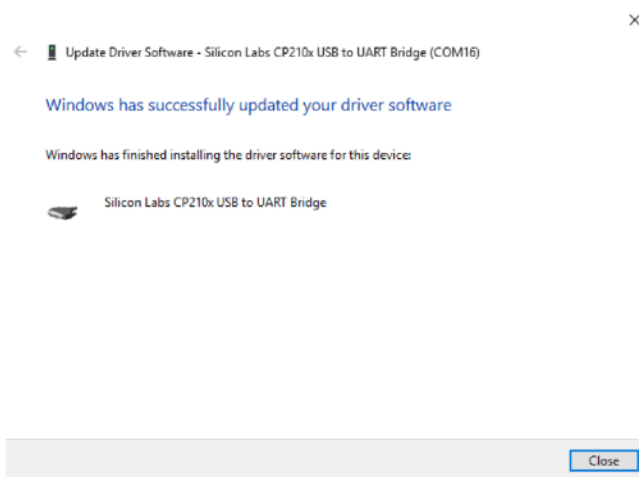 Update Driver Software - Silicon Labs CP210x USB to UART Bridge (COM16)
Windows has successfully updated your driver software
Windows has finished installing the driver software for this device:
Silicon Labs CP210x USB to UART Bridge
Close